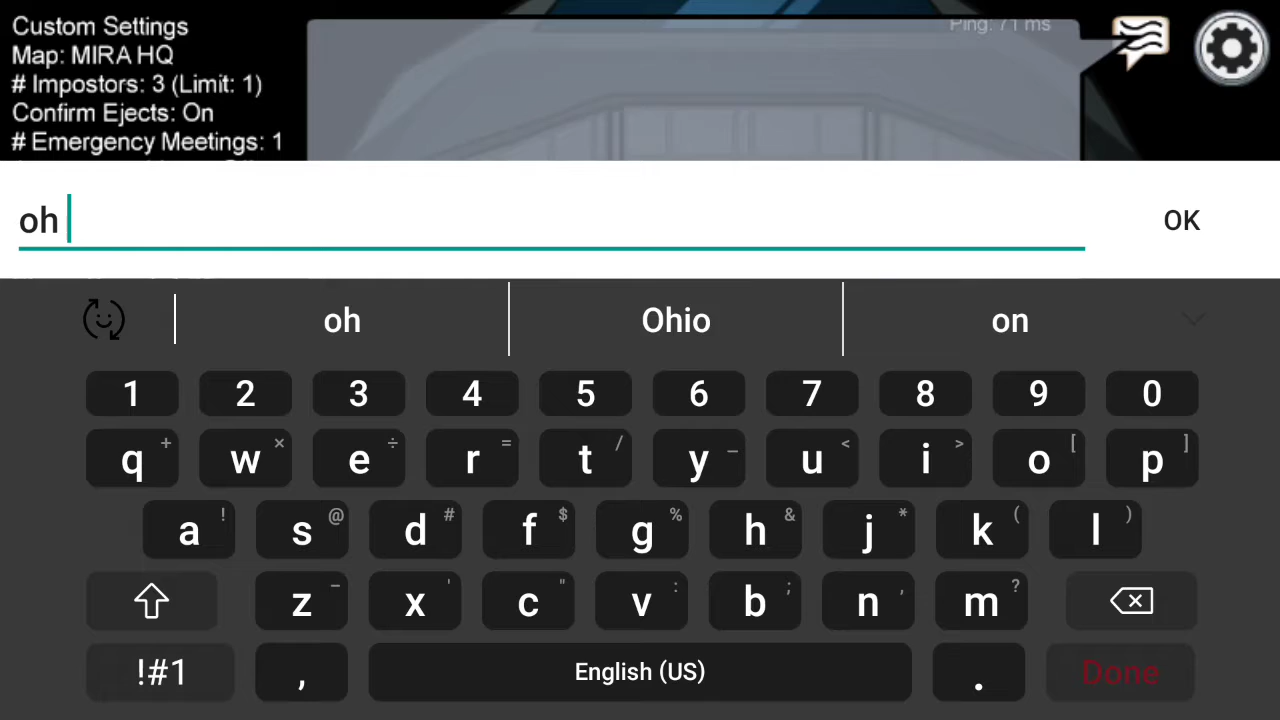 Custom Settings
Map: MIRA HQ
# Impostors: 3 (Limit: 1)
Confirm Ejects: On
# Emergency Meetings: 1
Ping: 71 ms
oh
OK
oh Ohio on
1 2 3 4 5 6 7 8 9 0
q + w × e ÷ r = t / y _ u < i > o [ p ]
a ! s @ d # f $ g % h & j * k ( l )
z - x ' c " v : b ; n , m ?
!#1 , English (US) . Done